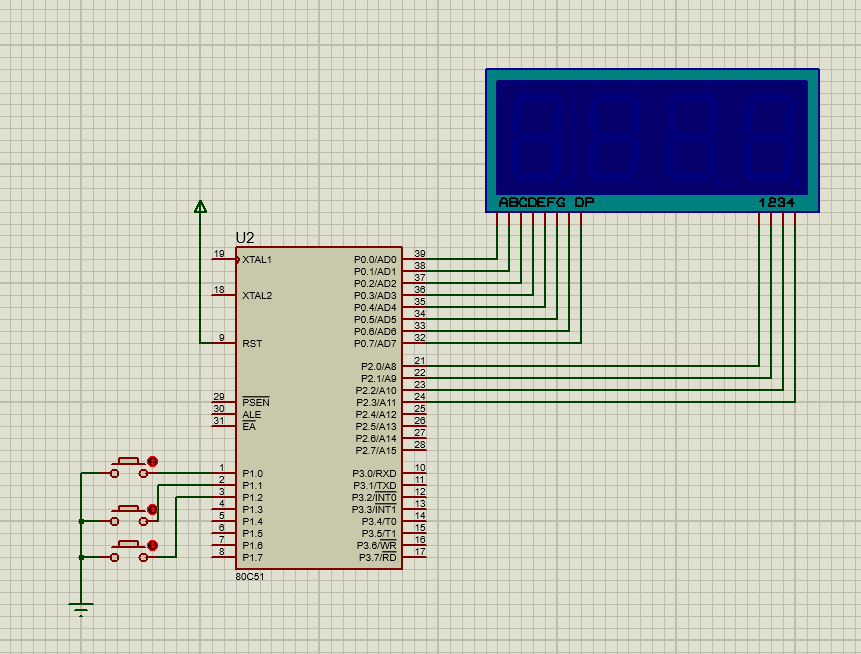 ABCDEFG DP 1234
U2
19 XTAL1 P0.0/AD0 39
P0.1/AD1 38
P0.2/AD2 37
18 XTAL2 P0.3/AD3 36
P0.4/AD4 35
P0.5/AD5 34
P0.6/AD6 33
9 RST P0.7/AD7 32
P2.0/A8 21
P2.1/A9 22
P2.2/A10 23
29 PSEN P2.3/A11 24
30 ALE P2.4/A12 25
31 EA P2.5/A13 26
P2.6/A14 27
P2.7/A15 28
1 P1.0 P3.0/RXD 10
2 P1.1 P3.1/TXD 11
3 P1.2 P3.2/INT0 12
4 P1.3 P3.3/INT1 13
5 P1.4 P3.4/T0 14
6 P1.5 P3.5/T1 15
7 P1.6 P3.6/WR 16
8 P1.7 P3.7/RD 17
80C51